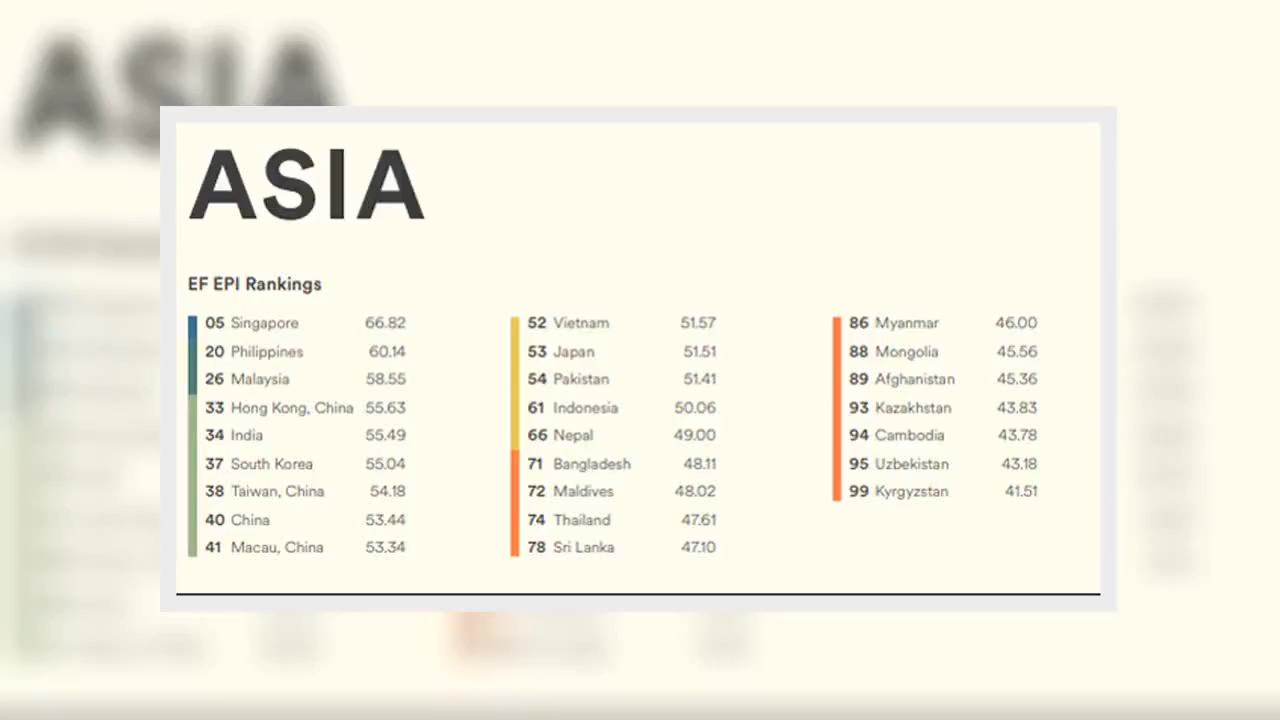 ASIA
EF EPI Rankings
05 Singapore 66.82
20 Philippines 60.14
26 Malaysia 58.55
33 Hong Kong, China 55.63
34 India 55.49
37 South Korea 55.04
38 Taiwan, China 54.18
40 China 53.44
41 Macau, China 53.34
52 Vietnam 51.57
53 Japan 51.51
54 Pakistan 51.41
61 Indonesia 50.06
66 Nepal 49.00
71 Bangladesh 48.11
72 Maldives 48.02
74 Thailand 47.61
78 Sri Lanka 47.10
86 Myanmar 46.00
88 Mongolia 45.56
89 Afghanistan 45.36
93 Kazakhstan 43.83
94 Cambodia 43.78
95 Uzbekistan 43.18
99 Kyrgyzstan 41.51